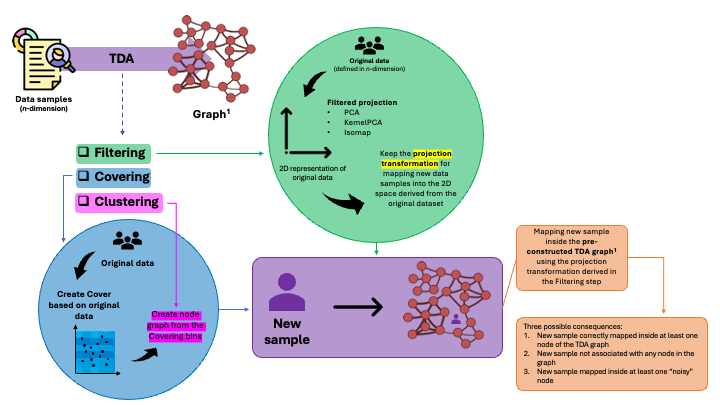 TDA
Data samples
(n-dimension)
Graph¹
❑ Filtering
❑ Covering
❑ Clustering
Original data
(defined in n-dimension)
Filtered projection
• PCA
• KernelPCA
• Isomap
2D representation of
original data
Keep the projection
transformation for
mapping new data
samples into the 2D
space derived from the
original dataset
Original data
Create Cover
based on original
data
Create node
graph from the
Covering bins
New
sample
Mapping new sample
inside the pre-
constructed TDA graph¹
using the projection
transformation derived in
the Filtering step
Three possible consequences:
1. New sample correctly mapped inside at least one
node of the TDA graph
2. New sample not associated with any node in the
graph
3. New sample mapped inside at least one “noisy”
node